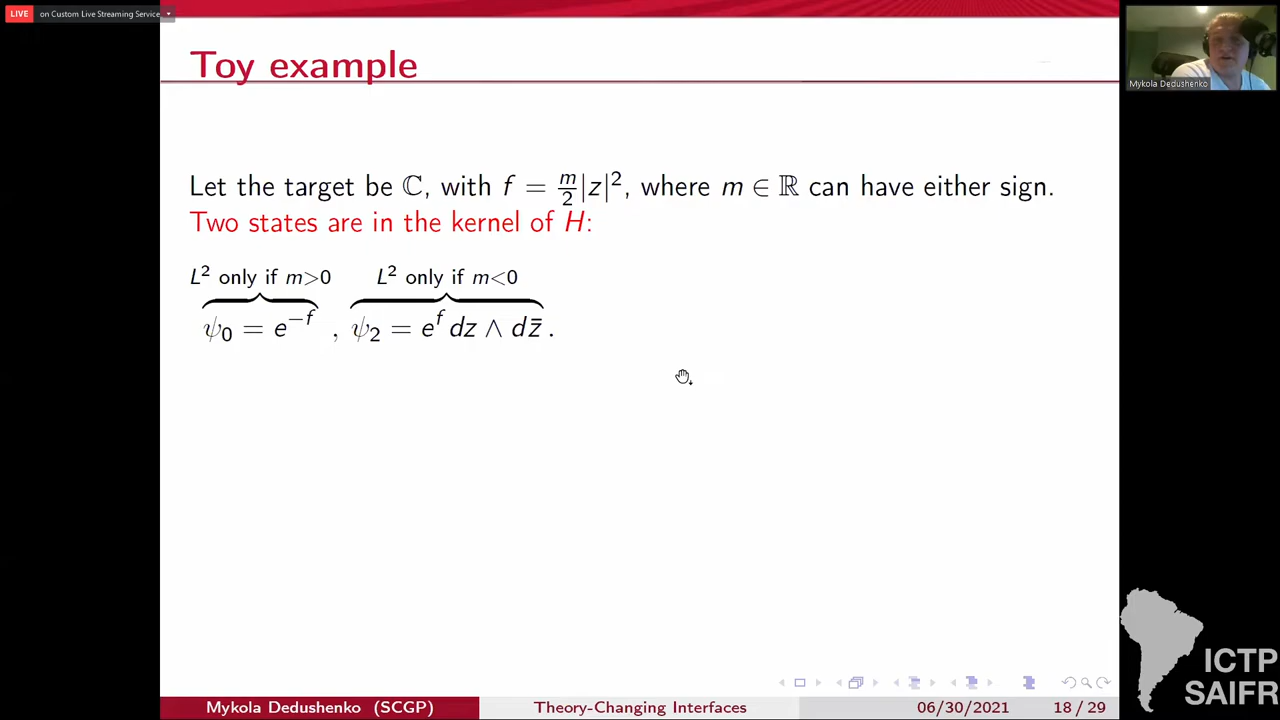 LIVE on Custom Live Streaming Service
Mykola Dedushenko
Toy example
Let the target be ℂ, with f = m/2 |z|², where m ∈ ℝ can have either sign.
Two states are in the kernel of H:
L² only if m>0 L² only if m<0
ψ₀ = e^{−f} , ψ₂ = e^f dz ∧ dz̄ .
ICTP
SAIFR
Mykola Dedushenko (SCGP) Theory-Changing Interfaces 06/30/2021 18 / 29